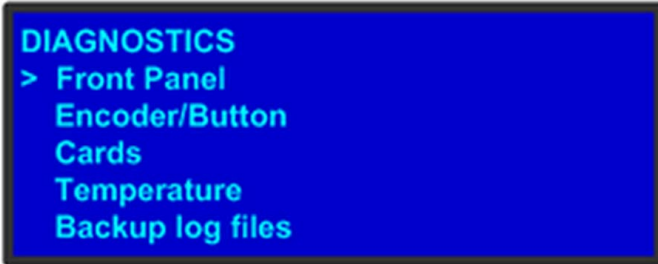 DIAGNOSTICS
> Front Panel
Encoder/Button
Cards
Temperature
Backup log files